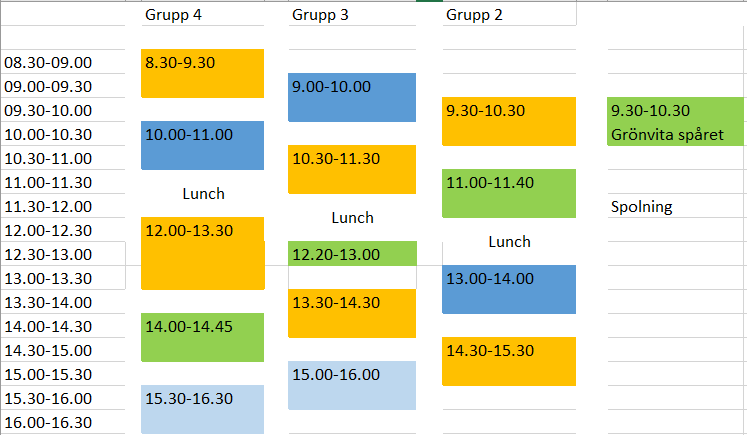 Grupp 4 Grupp 3 Grupp 2
08.30-09.00 8.30-9.30
09.00-09.30 9.00-10.00
09.30-10.00 9.30-10.30 9.30-10.30
10.00-10.30 10.00-11.00 Grönvita spåret
10.30-11.00 10.30-11.30
11.00-11.30 11.00-11.40
Lunch
11.30-12.00 Spolning
12.00-12.30 12.00-13.30 Lunch
12.30-13.00 12.20-13.00 Lunch
13.00-13.30 13.00-14.00
13.30-14.00 13.30-14.30
14.00-14.30 14.00-14.45
14.30-15.00 14.30-15.30
15.00-15.30 15.00-16.00
15.30-16.00 15.30-16.30
16.00-16.30